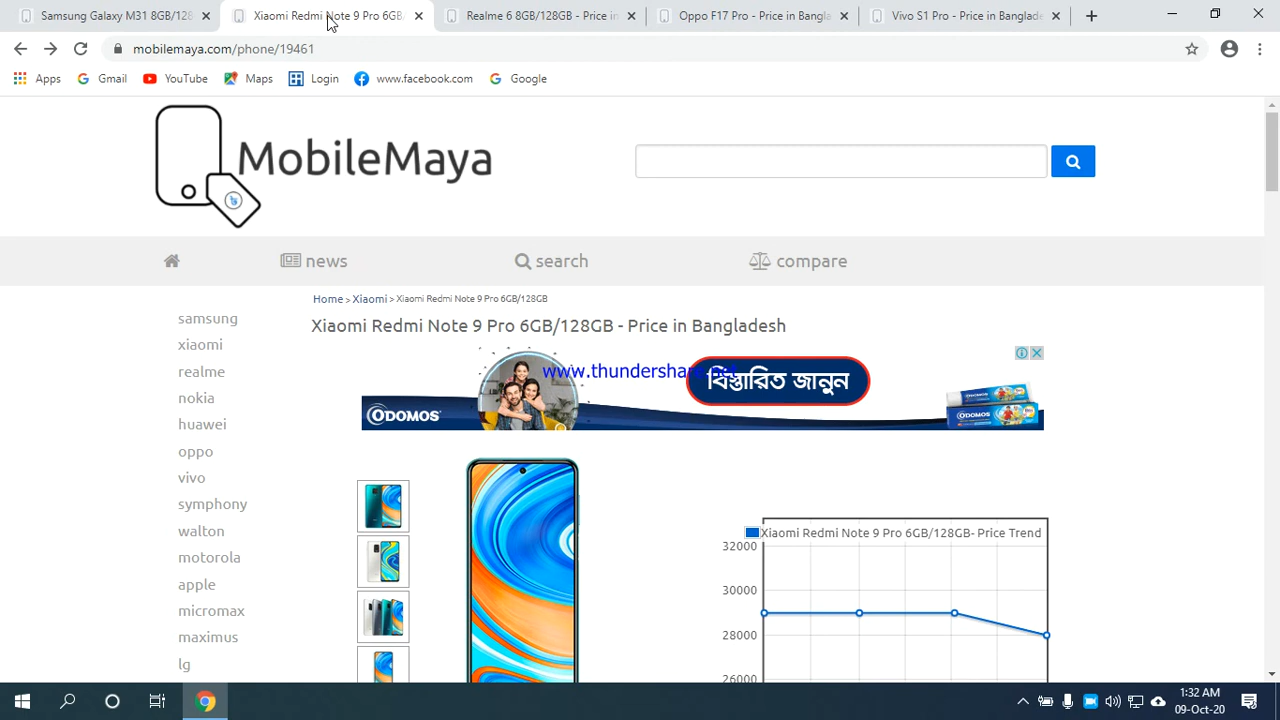 Samsung Galaxy M31 8GB/128
Xiaomi Redmi Note 9 Pro 6GB
Realme 6 8GB/128GB - Price in
Oppo F17 Pro - Price in Bangla
Vivo S1 Pro - Price in Banglade
mobilemaya.com/phone/19461
Apps
Gmail
YouTube
Maps
Login
www.facebook.com
Google
MobileMaya
news
search
compare
Home > Xiaomi > Xiaomi Redmi Note 9 Pro 6GB/128GB
Xiaomi Redmi Note 9 Pro 6GB/128GB - Price in Bangladesh
samsung
xiaomi
realme
nokia
huawei
oppo
vivo
symphony
walton
motorola
apple
micromax
maximus
lg
www.thundershare.net
বিস্তারিত জানুন
ODOMOS
ODOMOS
Xiaomi Redmi Note 9 Pro 6GB/128GB- Price Trend
32000
30000
28000
26000
1:32 AM
09-Oct-20